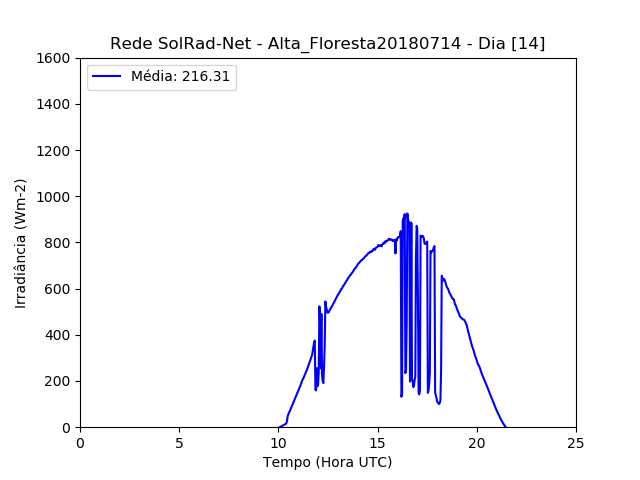 Rede SolRad-Net - Alta_Floresta20180714 - Dia [14]
Média: 216.31
1600
1400
1200
1000
800
600
400
200
0
Irradiância (Wm-2)
0 5 10 15 20 25
Tempo (Hora UTC)